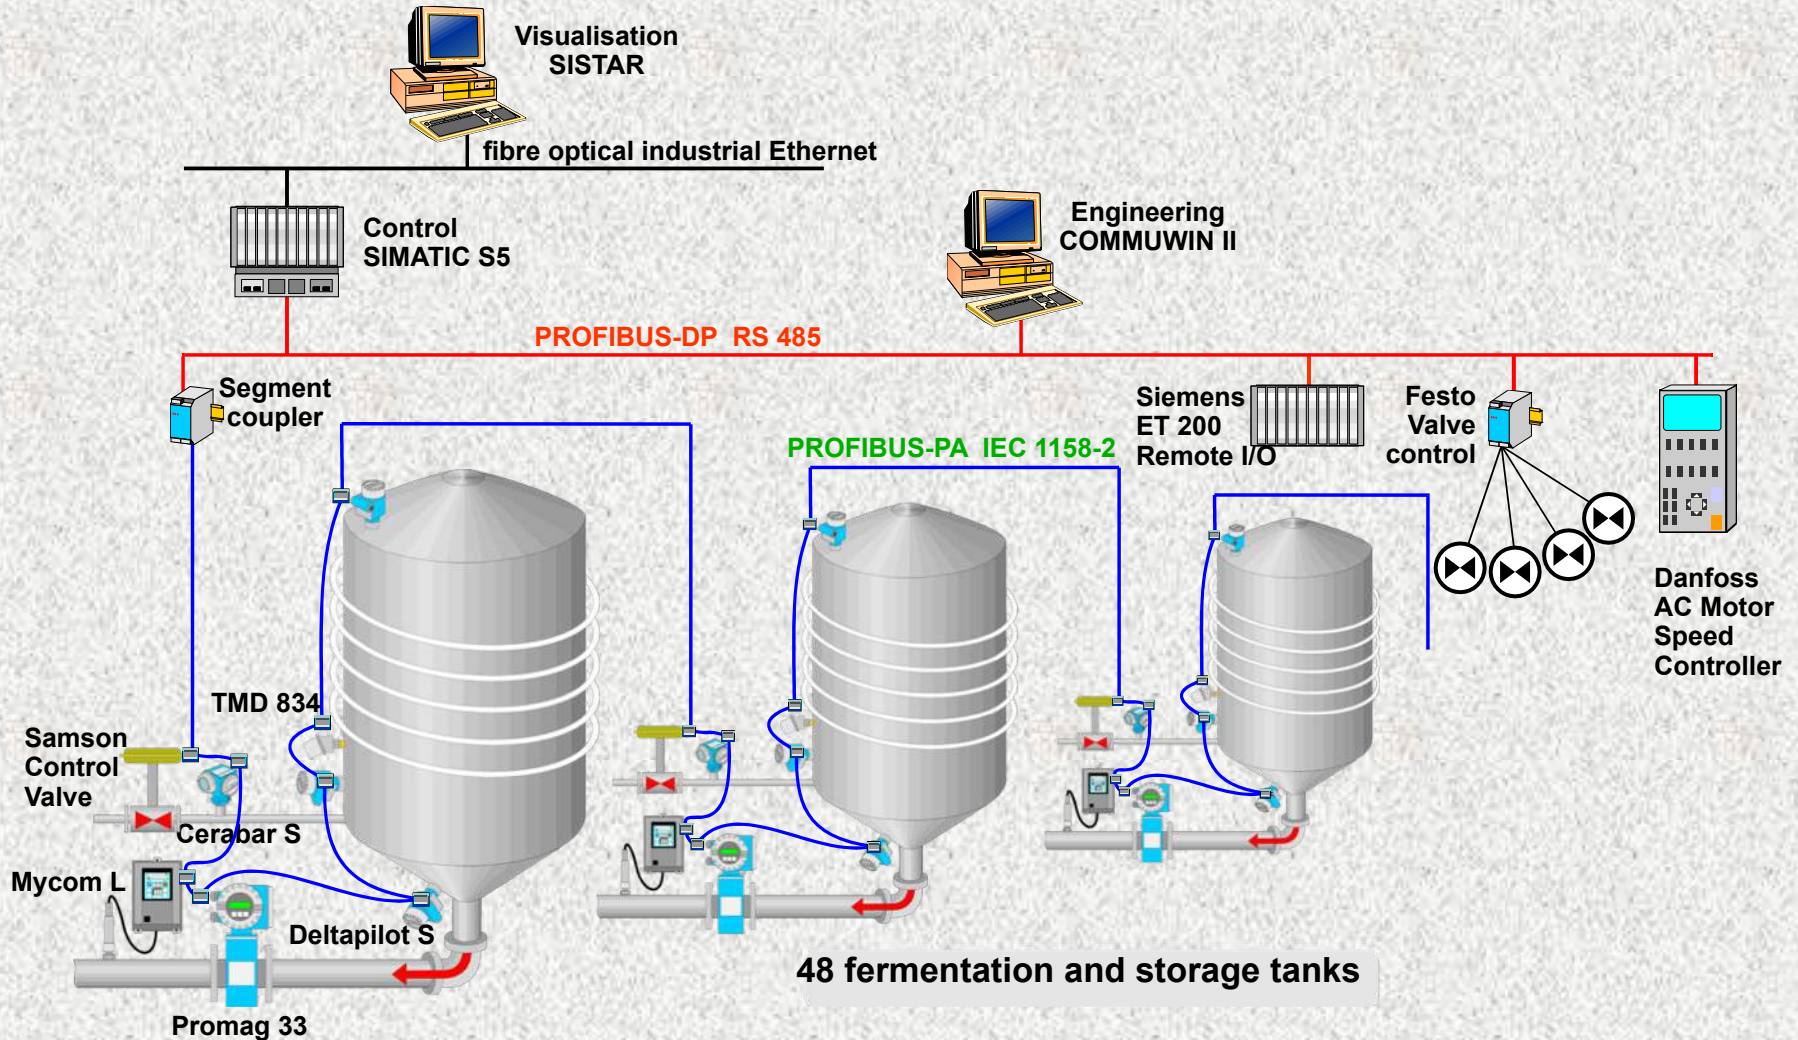 Visualisation
SISTAR
fibre optical industrial Ethernet
Control
SIMATIC S5
Engineering
COMMUWIN II
PROFIBUS-DP  RS 485
Segment
coupler
Siemens
ET 200
Remote I/O
Festo
Valve
control
PROFIBUS-PA  IEC 1158-2
Danfoss
AC Motor
Speed
Controller
TMD 834
Samson
Control
Valve
Cerabar S
Mycom L
Deltapilot S
Promag 33
48 fermentation and storage tanks